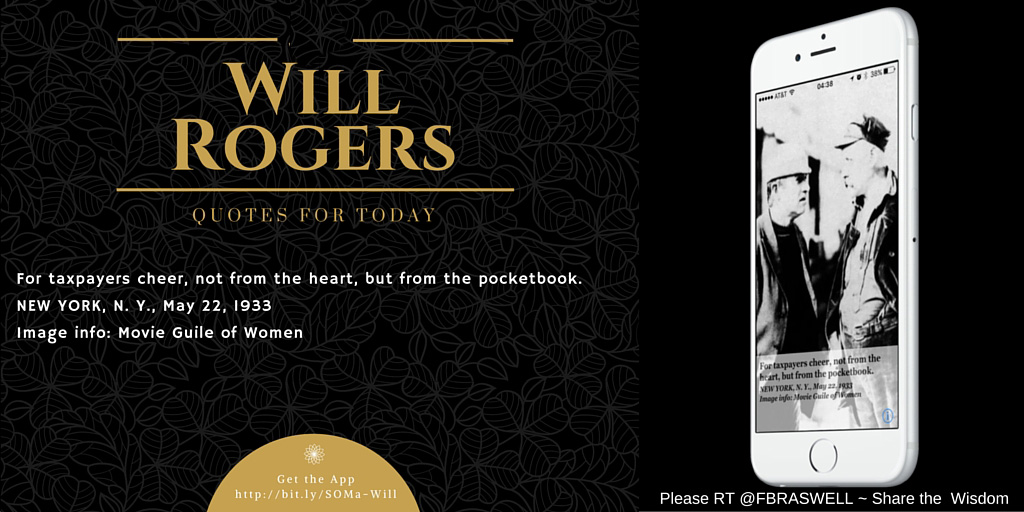 WILL
ROGERS
QUOTES FOR TODAY
For taxpayers cheer, not from the heart, but from the pocketbook.
NEW YORK, N. Y., May 22, 1933
Image info: Movie Guile of Women
Get the App
http://bit.ly/SOMa-Will
AT&T 04:38 38%
For taxpayers cheer, not from the
heart, but from the pocketbook.
NEW YORK, N. Y., May 22, 1933
Image info: Movie Guile of Women
Please RT @FBRASWELL ~ Share the Wisdom